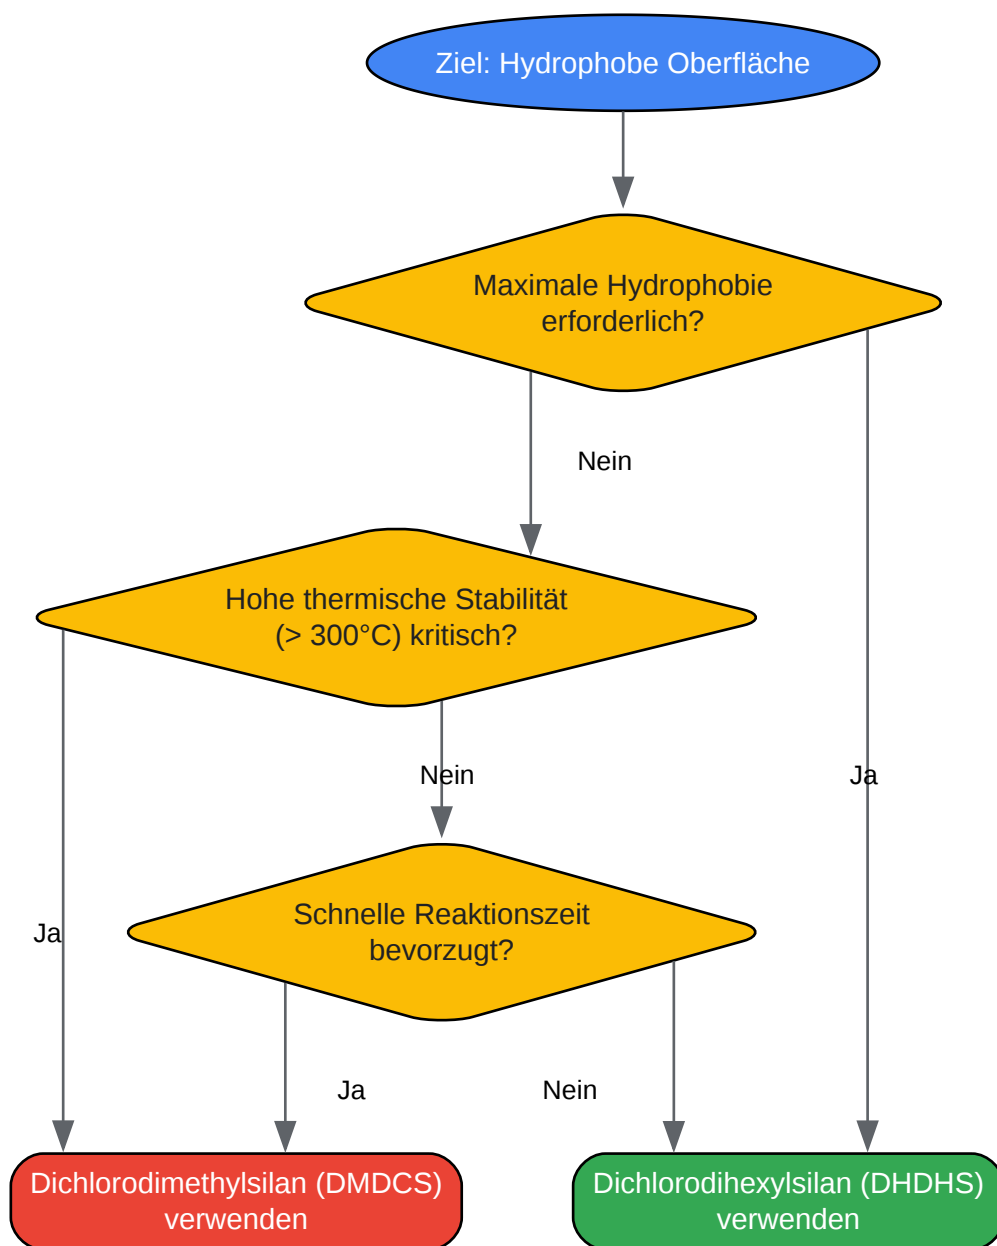 Ziel: Hydrophobe Oberfläche
Maximale Hydrophobie
erforderlich?
Nein
Hohe thermische Stabilität
(> 300°C) kritisch?
Nein
Ja
Schnelle Reaktionszeit
bevorzugt?
Ja
Ja
Nein
Dichlorodimethylsilan (DMDCS)
verwenden
Dichlorodihexylsilan (DHDHS)
verwenden